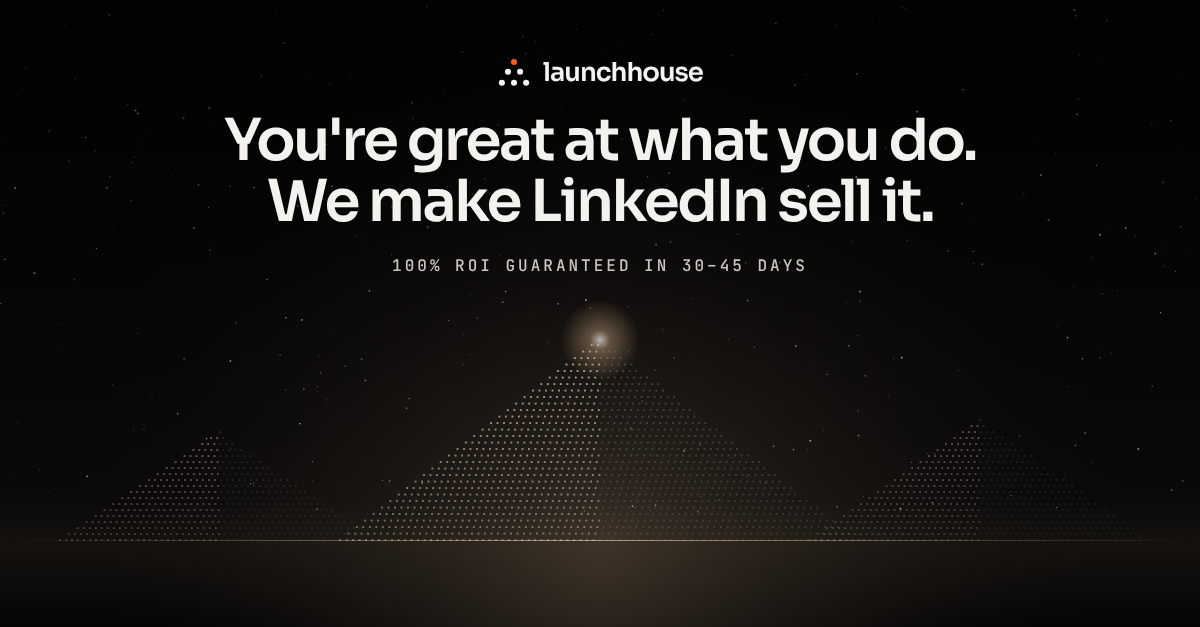 launchhouse
You're great at what you do.
We make LinkedIn sell it.
100% ROI GUARANTEED IN 30–45 DAYS